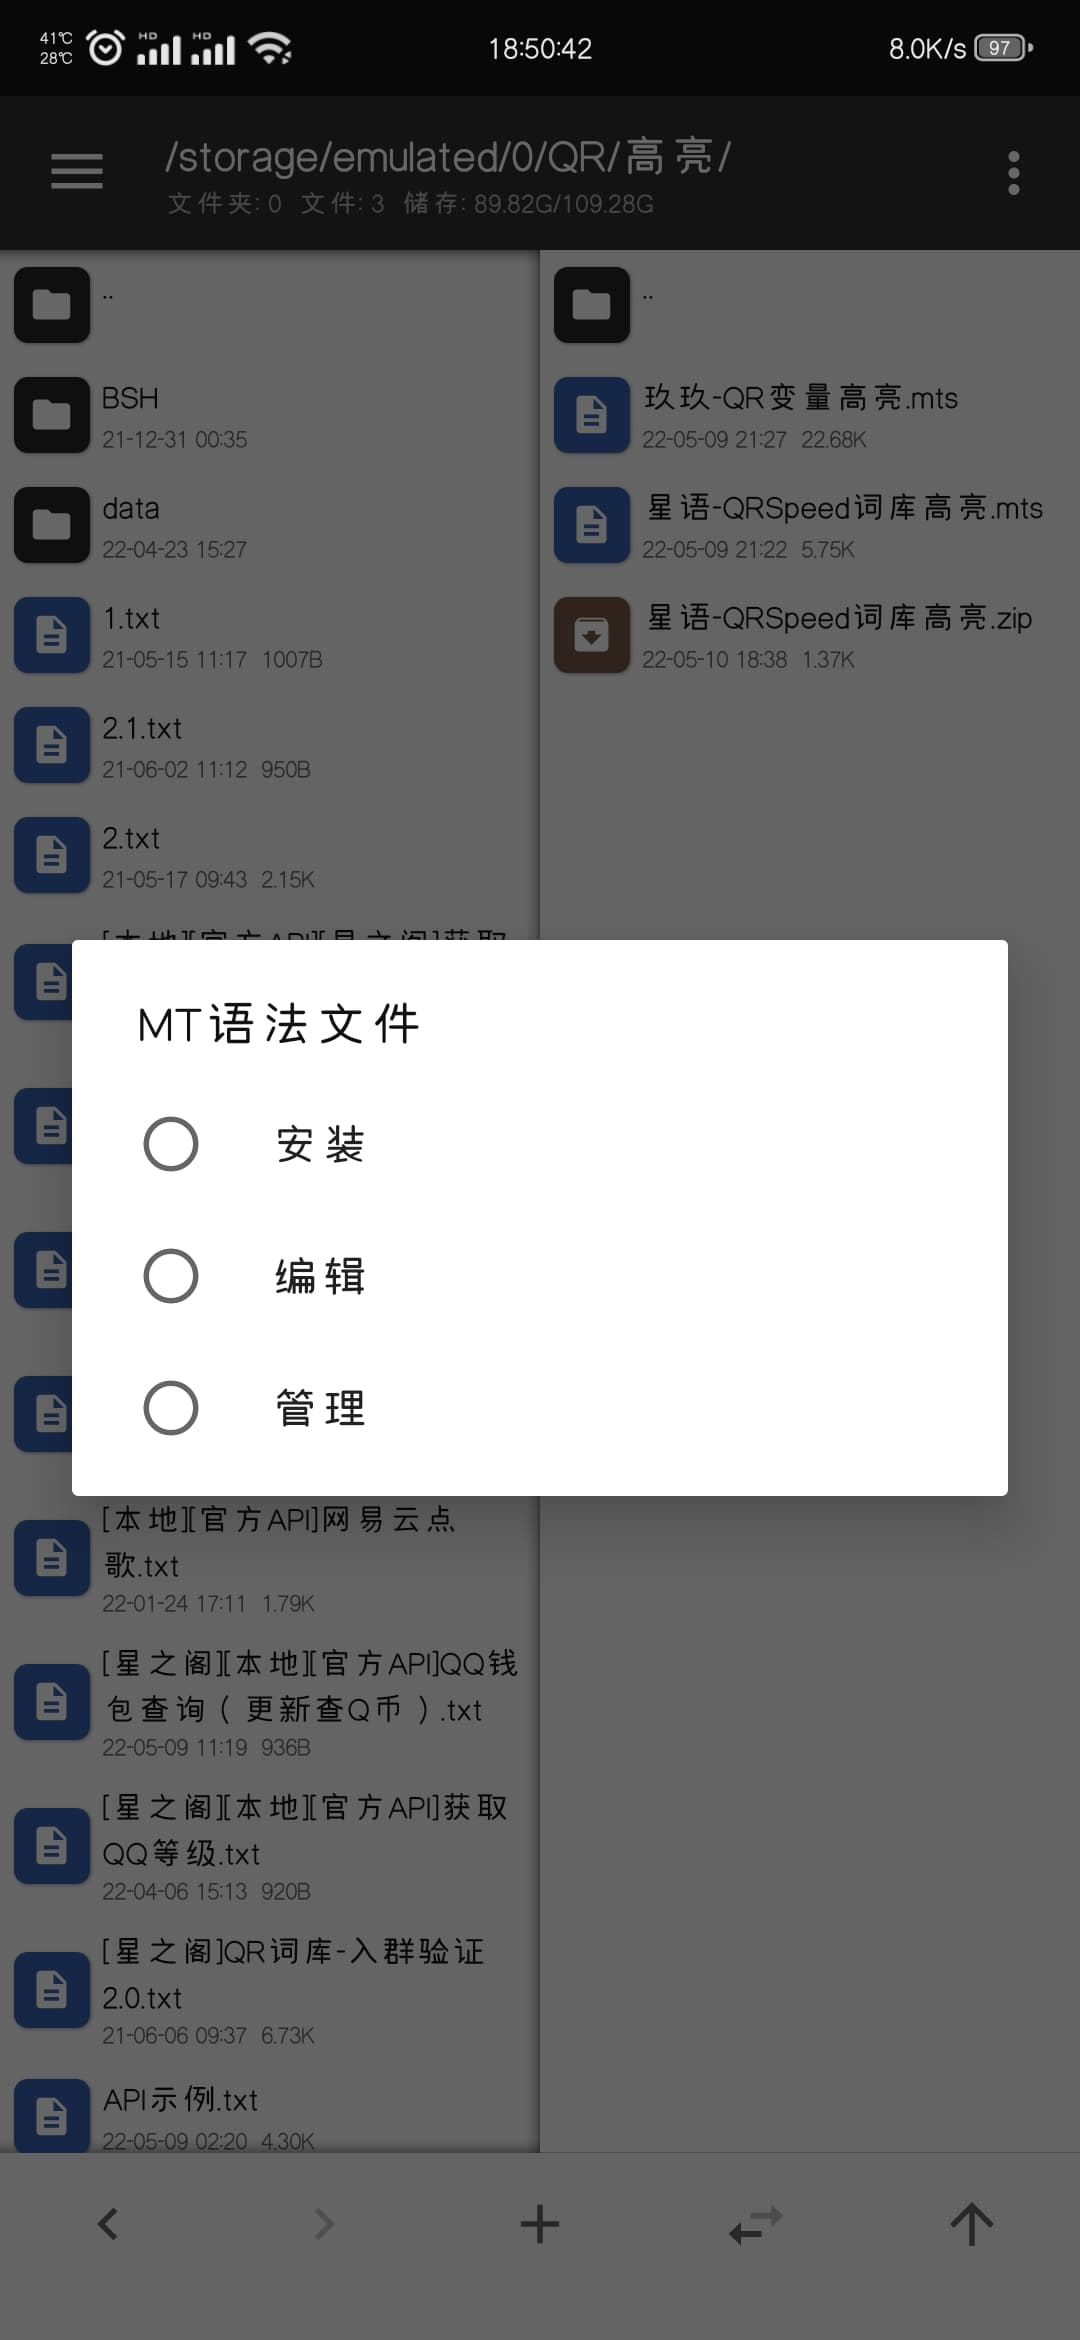 41℃
28℃
HD
HD
18:50:42
8.0K/s
97
/storage/emulated/0/QR/高亮/
文件夹: 0 文件: 3 储存: 89.82G/109.28G
..
BSH
21-12-31 00:35
data
22-04-23 15:27
1.txt
21-05-15 11:17 1007B
2.1.txt
21-06-02 11:12 950B
2.txt
21-05-17 09:43 2.15K
..
玖玖-QR变量高亮.mts
22-05-09 21:27 22.68K
星语-QRSpeed词库高亮.mts
22-05-09 21:22 5.75K
星语-QRSpeed词库高亮.zip
22-05-10 18:38 1.37K
MT语法文件
安装
编辑
管理
[本地][官方API]网易云点
歌.txt
22-01-24 17:11 1.79K
[星之阁][本地][官方API]QQ钱
包查询（更新查Q币）.txt
22-05-09 11:19 936B
[星之阁][本地][官方API]获取
QQ等级.txt
22-04-06 15:13 920B
[星之阁]QR词库-入群验证
2.0.txt
21-06-06 09:37 6.73K
API示例.txt
22-05-09 02:20 4.30K